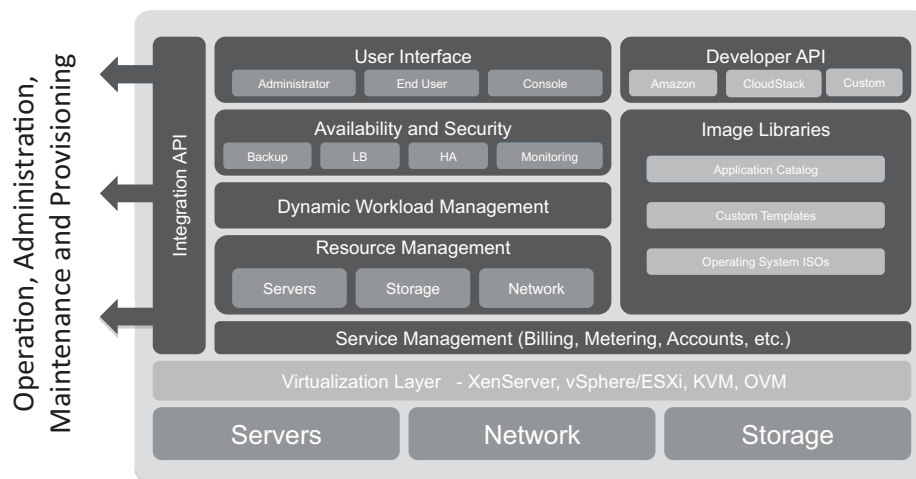 Operation, Administration,
Maintenance and Provisioning
Integration API
User Interface
Administrator
End User
Console
Developer API
Amazon
CloudStack
Custom
Availability and Security
Backup
LB
HA
Monitoring
Image Libraries
Application Catalog
Custom Templates
Operating System ISOs
Dynamic Workload Management
Resource Management
Servers
Storage
Network
Service Management (Billing, Metering, Accounts, etc.)
Virtualization Layer - XenServer, vSphere/ESXi, KVM, OVM
Servers
Network
Storage